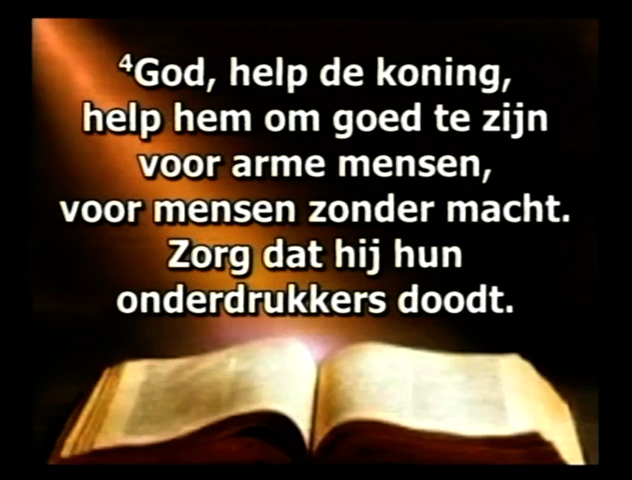 ⁴God, help de koning,
help hem om goed te zijn
voor arme mensen,
voor mensen zonder macht.
Zorg dat hij hun
onderdrukkers doodt.